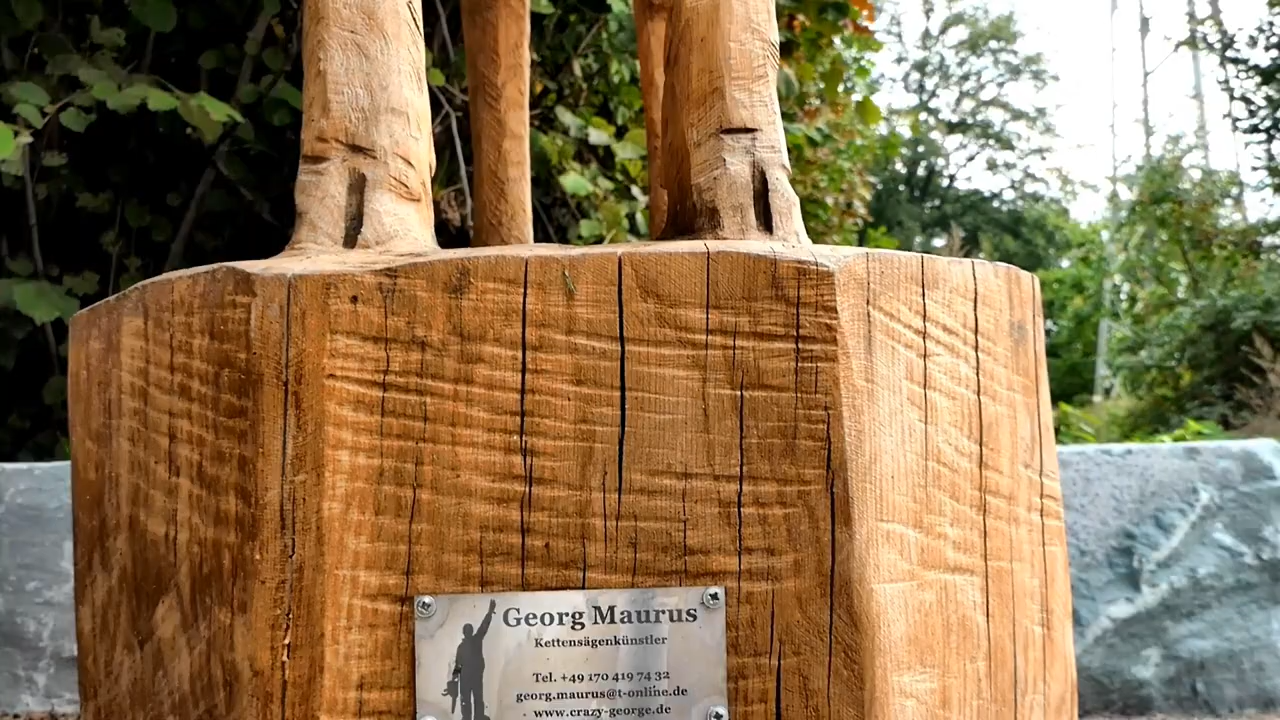 Georg Maurus
Kettensägenkünstler
Tel. +49 170 419 74 32
georg.maurus@t-online.de
www.crazy-george.de